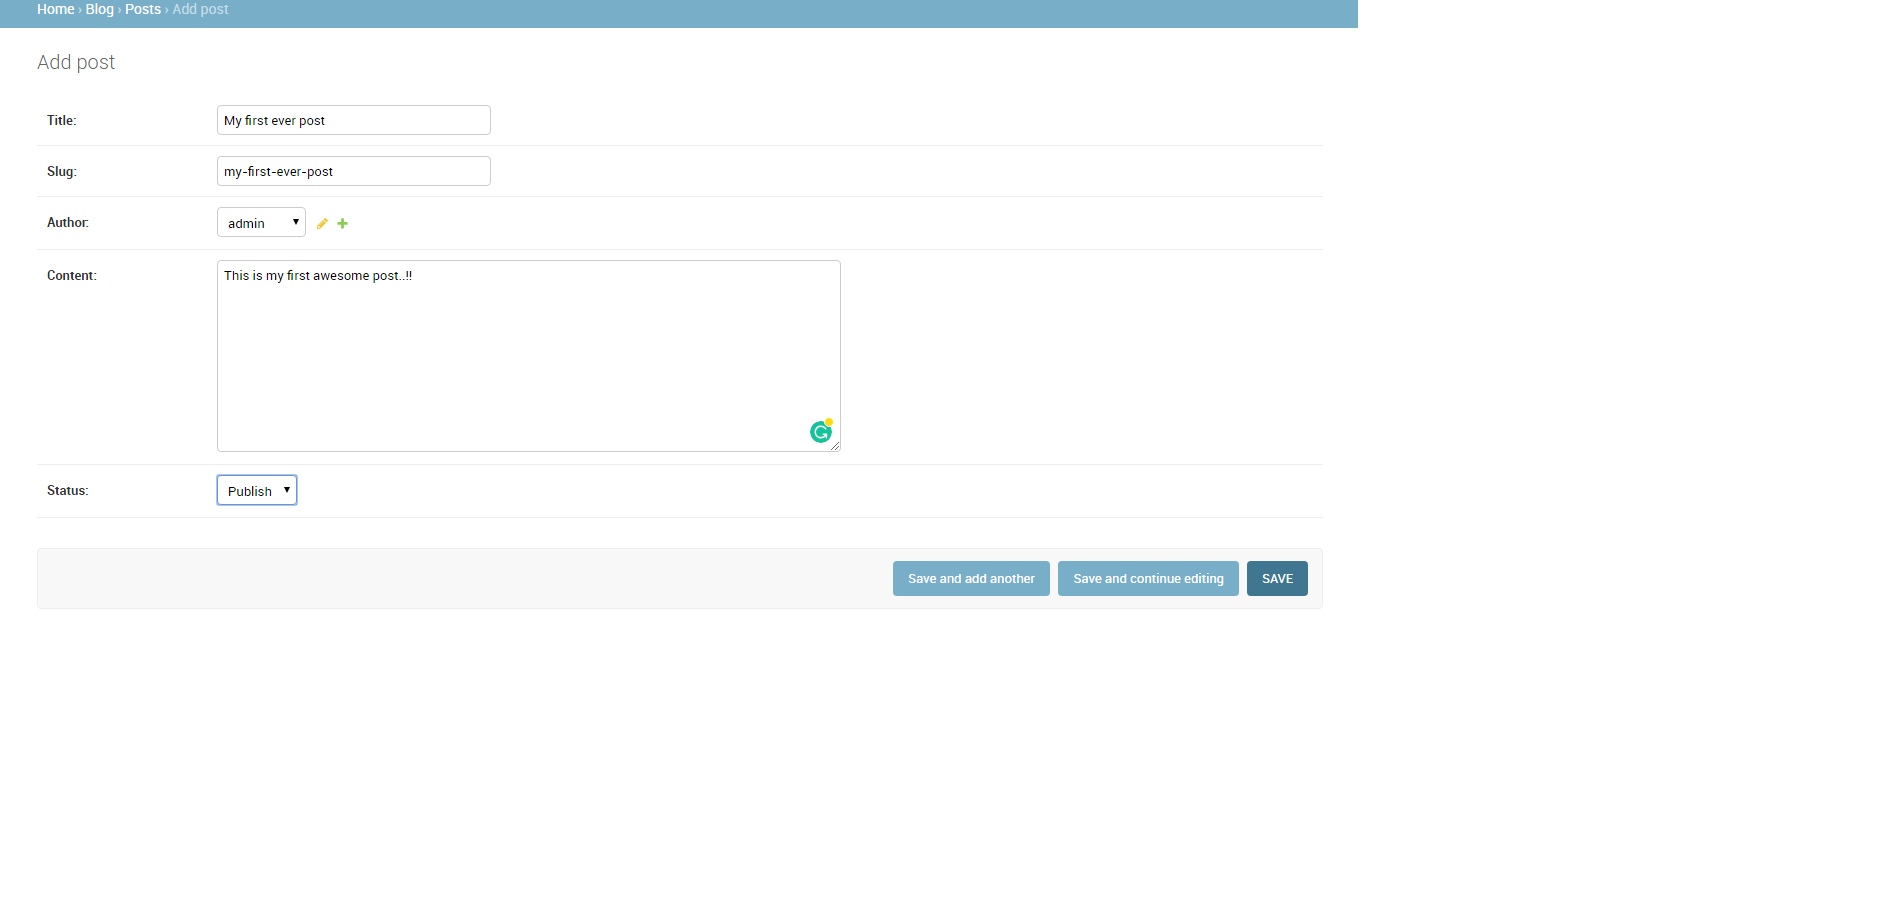 Home › Blog › Posts › Add post
Add post
Title: My first ever post
Slug: my-first-ever-post
Author: admin
Content: This is my first awesome post..!!
Status: Publish
Save and add another Save and continue editing SAVE